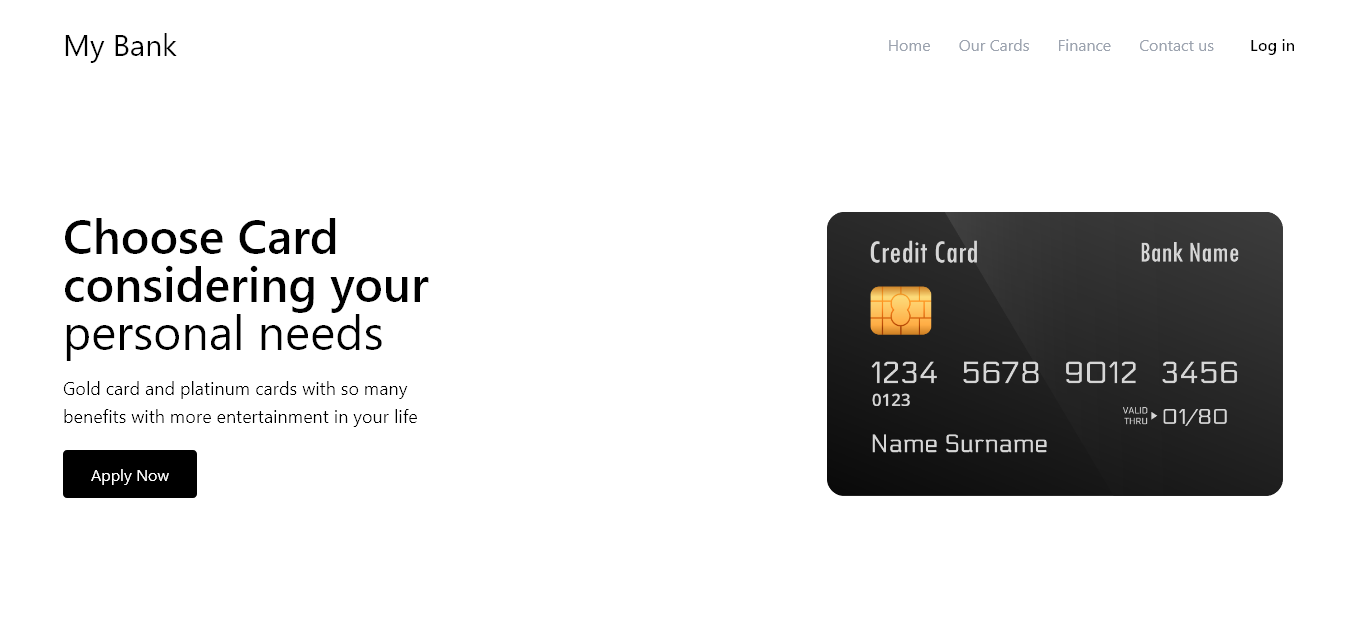 My Bank
Home Our Cards Finance Contact us Log in
Choose Card
considering your
personal needs
Gold card and platinum cards with so many
benefits with more entertainment in your life
Apply Now
Credit Card Bank Name
1234 5678 9012 3456
0123
VALID THRU 01/80
Name Surname